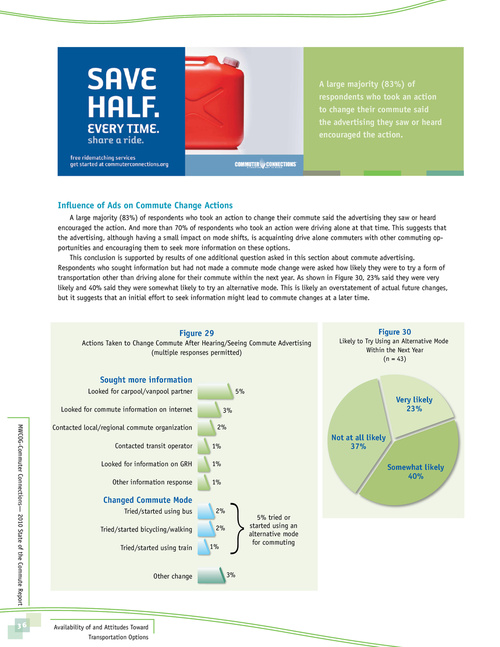 SAVE
HALF.
EVERY TIME.
share a ride.
free ridematching services
get started at commuterconnections.org
COMMUTER CONNECTIONS
A large majority (83%) of
respondents who took an action
to change their commute said
the advertising they saw or heard
encouraged the action.
Influence of Ads on Commute Change Actions
A large majority (83%) of respondents who took an action to change their commute said the advertising they saw or heard
encouraged the action. And more than 70% of respondents who took an action were driving alone at that time. This suggests that
the advertising, although having a small impact on mode shifts, is acquainting drive alone commuters with other commuting op-
portunities and encouraging them to seek more information on these options.
This conclusion is supported by results of one additional question asked in this section about commute advertising.
Respondents who sought information but had not made a commute mode change were asked how likely they were to try a form of
transportation other than driving alone for their commute within the next year. As shown in Figure 30, 23% said they were very
likely and 40% said they were somewhat likely to try an alternative mode. This is likely an overstatement of actual future changes,
but it suggests that an initial effort to seek information might lead to commute changes at a later time.
Figure 29
Actions Taken to Change Commute After Hearing/Seeing Commute Advertising
(multiple responses permitted)
Sought more information
Looked for carpool/vanpool partner 5%
Looked for commute information on internet 3%
Contacted local/regional commute organization 2%
Contacted transit operator 1%
Looked for information on GRH 1%
Other information response 1%
Changed Commute Mode
Tried/started using bus 2%
Tried/started bicycling/walking 2%
Tried/started using train 1%
5% tried or
started using an
alternative mode
for commuting
Other change 3%
Figure 30
Likely to Try Using an Alternative Mode
Within the Next Year
(n = 43)
Very likely
23%
Not at all likely
37%
Somewhat likely
40%
MWCOG-Commuter Connections— 2010 State of the Commute Report
36
Availability of and Attitudes Toward
Transportation Options